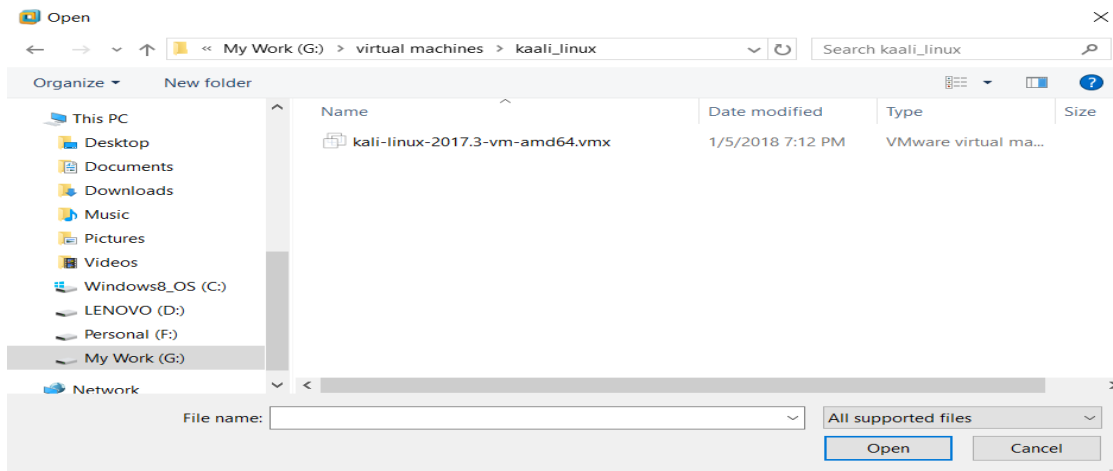 Open
« My Work (G:) > virtual machines > kaali_linux
Search kaali_linux
Organize
New folder
?
This PC
Desktop
Documents
Downloads
Music
Pictures
Videos
Windows8_OS (C:)
LENOVO (D:)
Personal (F:)
My Work (G:)
Network
Name Date modified Type Size
kali-linux-2017.3-vm-amd64.vmx 1/5/2018 7:12 PM VMware virtual ma...
File name:
All supported files
Open Cancel